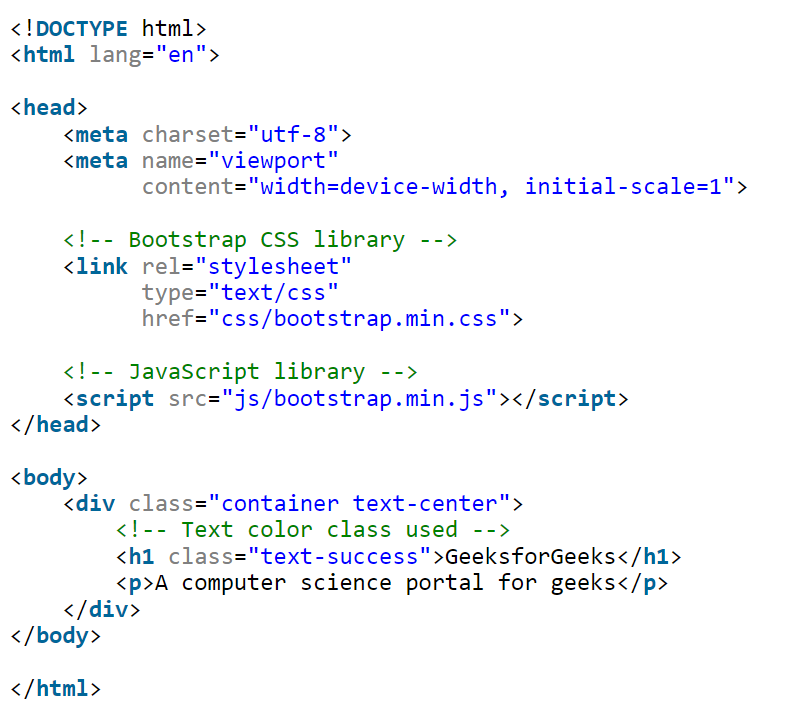 <!DOCTYPE html>
<html lang="en">
<head>
<meta charset="utf-8">
<meta name="viewport"
content="width=device-width, initial-scale=1">
<!-- Bootstrap CSS library -->
<link rel="stylesheet"
type="text/css"
href="css/bootstrap.min.css">
<!-- JavaScript library -->
<script src="js/bootstrap.min.js"></script>
</head>
<body>
<div class="container text-center">
<!-- Text color class used -->
<h1 class="text-success">GeeksforGeeks</h1>
<p>A computer science portal for geeks</p>
</div>
</body>
</html>